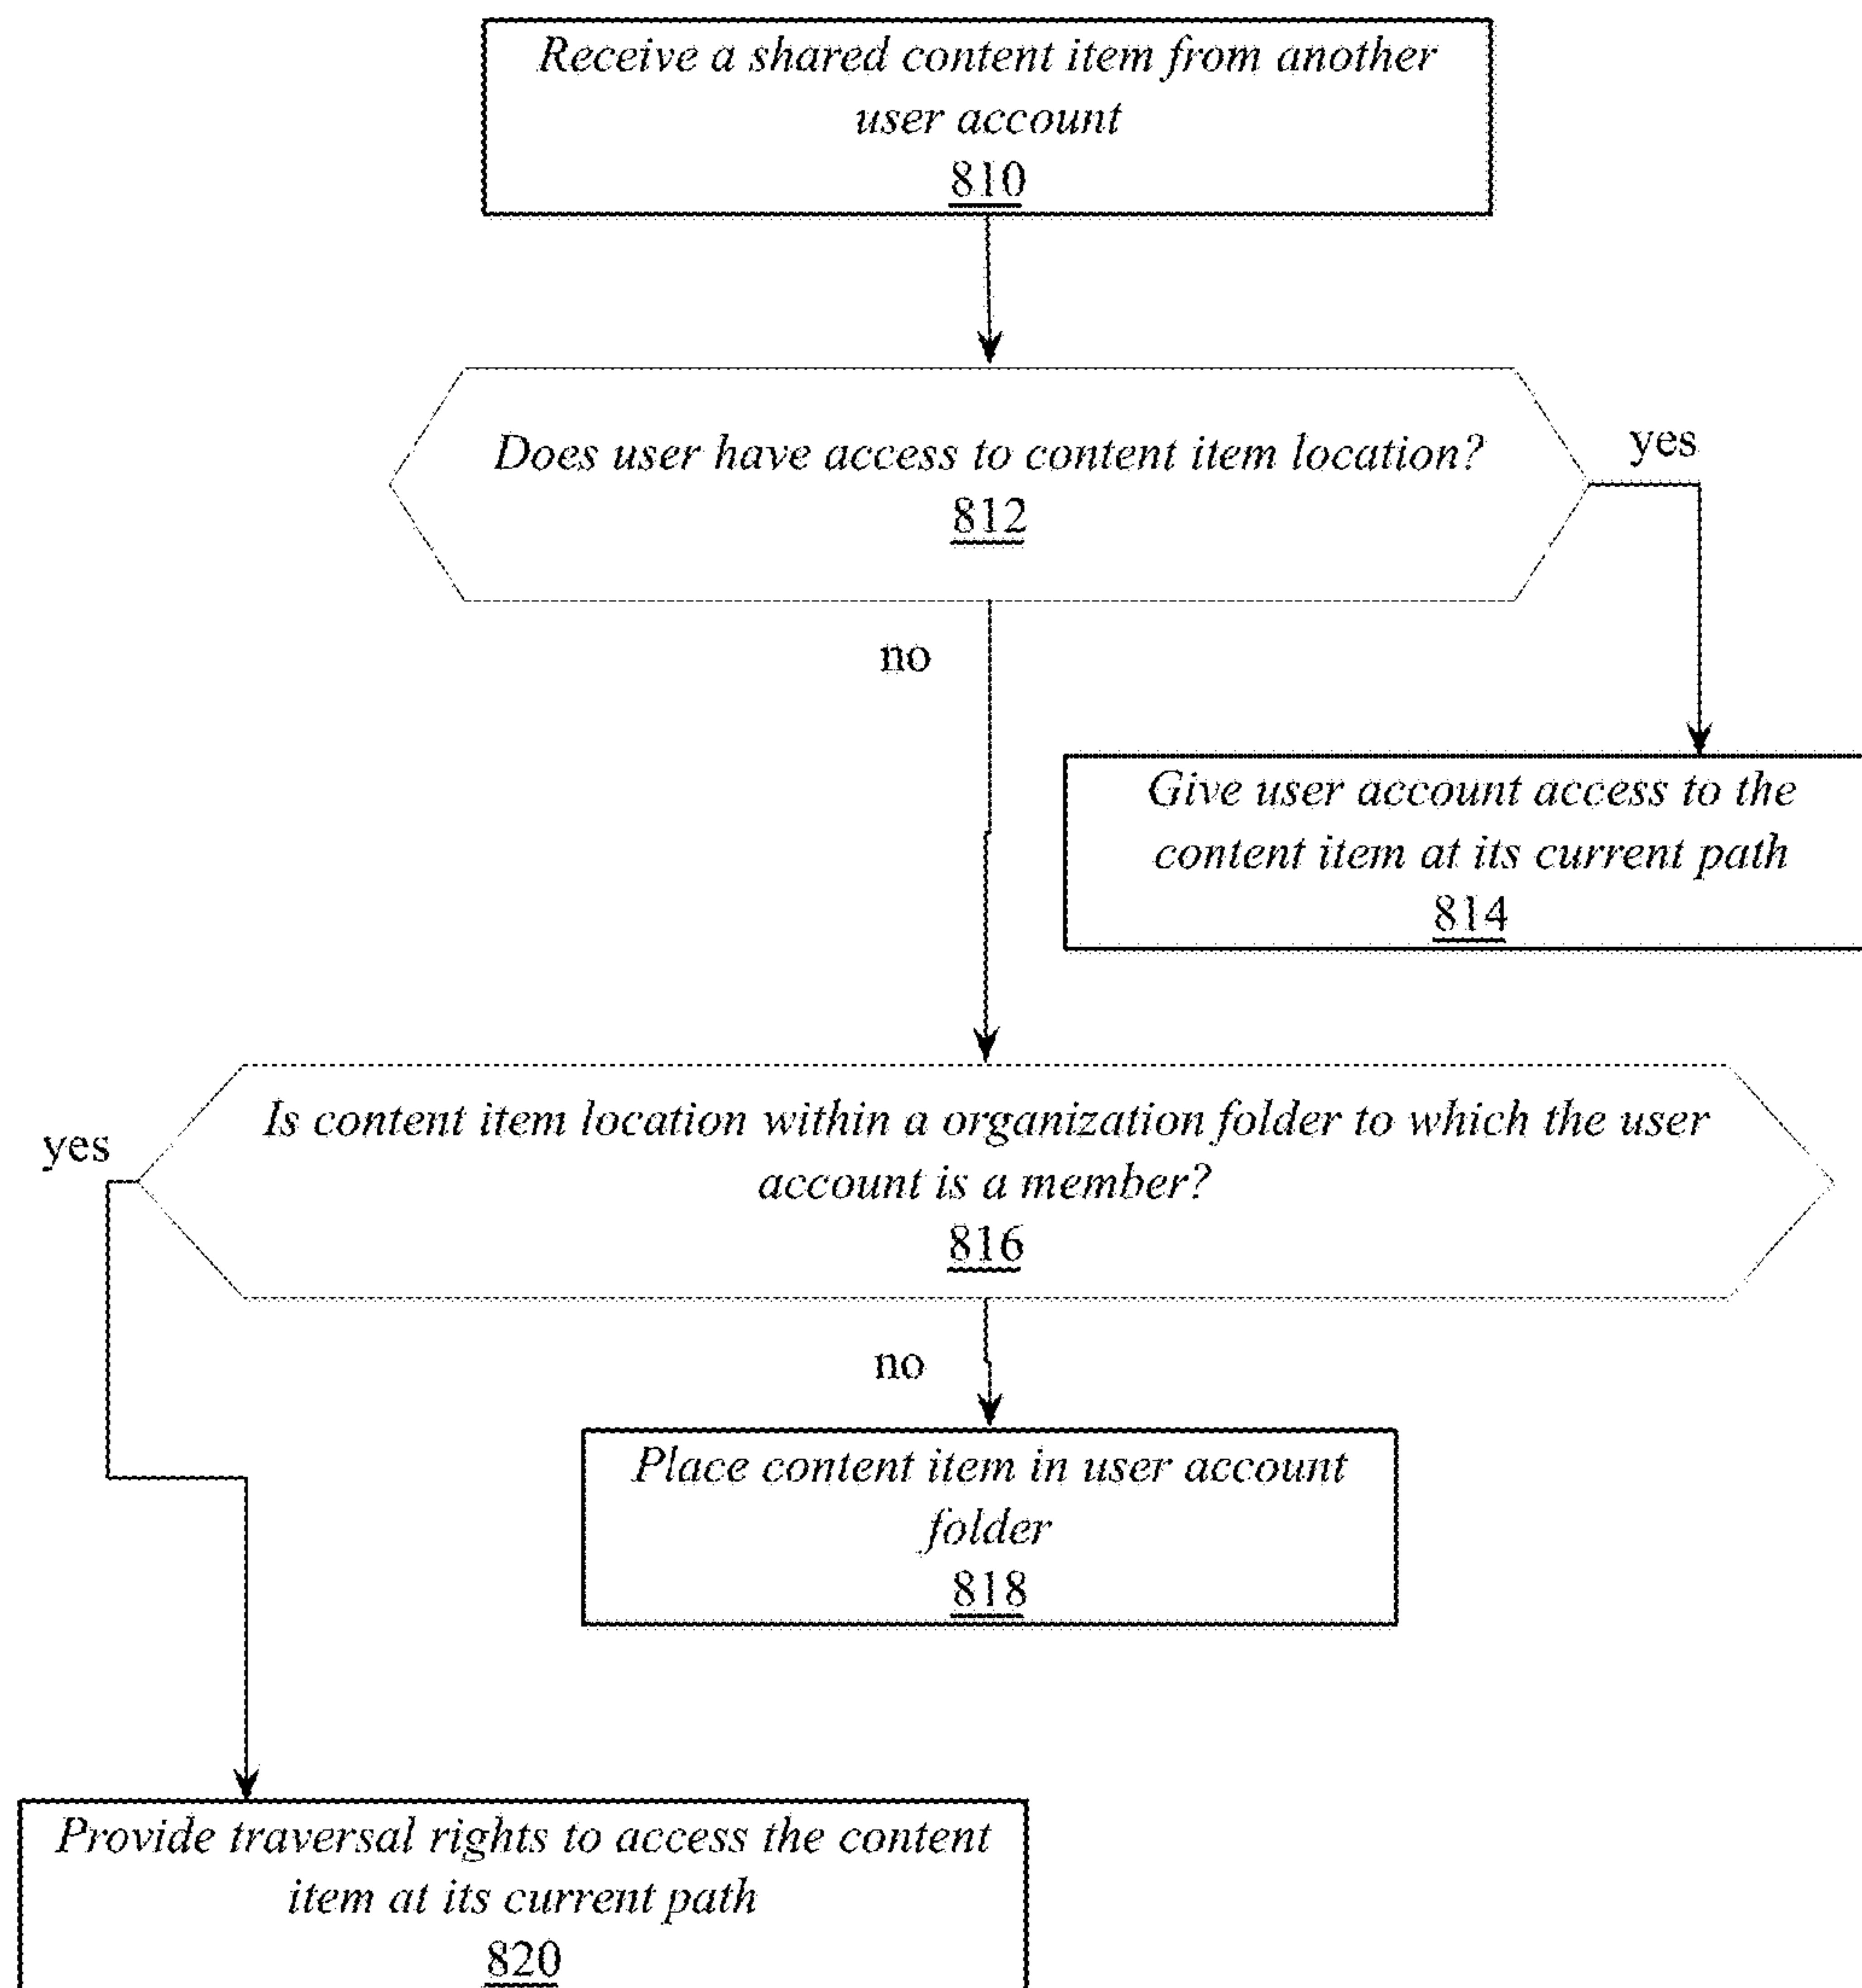 Receive a shared content item from another
user account
810
Does user have access to content item location?
812
yes
no
Give user account access to the
content item at its current path
814
Is content item location within a organization folder to which the user
account is a member?
816
yes
no
Place content item in user account
folder
818
Provide traversal rights to access the content
item at its current path
820